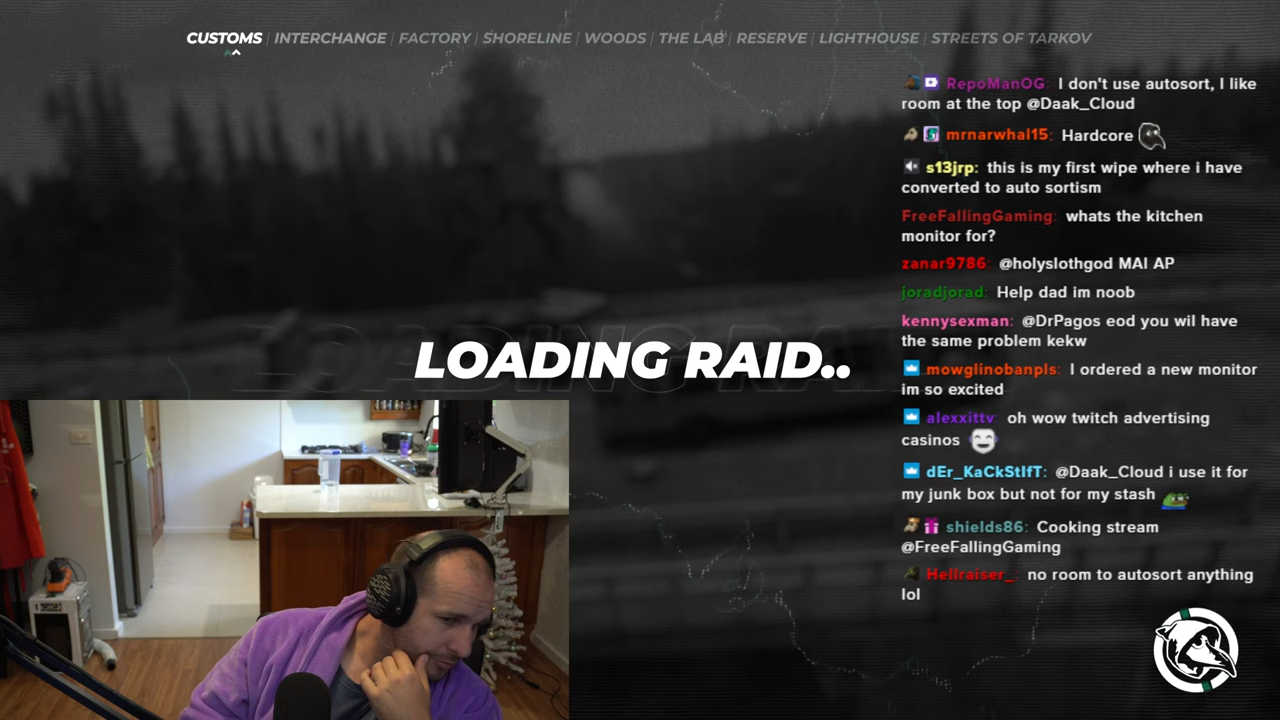 CUSTOMS | INTERCHANGE | FACTORY | SHORELINE | WOODS | THE LAB | RESERVE | LIGHTHOUSE | STREETS OF TARKOV
RepoManOG: I don't use autosort, I like
room at the top @Daak_Cloud
mrnarwhal15: Hardcore
s13jrp: this is my first wipe where i have
converted to auto sortism
FreeFallingGaming: whats the kitchen
monitor for?
zanar9786: @holyslothgod MAI AP
joradjorad: Help dad im noob
kennysexman: @DrPagos eod you wil have
the same problem kekw
LOADING RAID..
mowglinobanpls: I ordered a new monitor
im so excited
alexxittv: oh wow twitch advertising
casinos
dEr_KaCkStIfT: @Daak_Cloud i use it for
my junk box but not for my stash
shields86: Cooking stream
@FreeFallingGaming
Hellraiser_: no room to autosort anything
lol